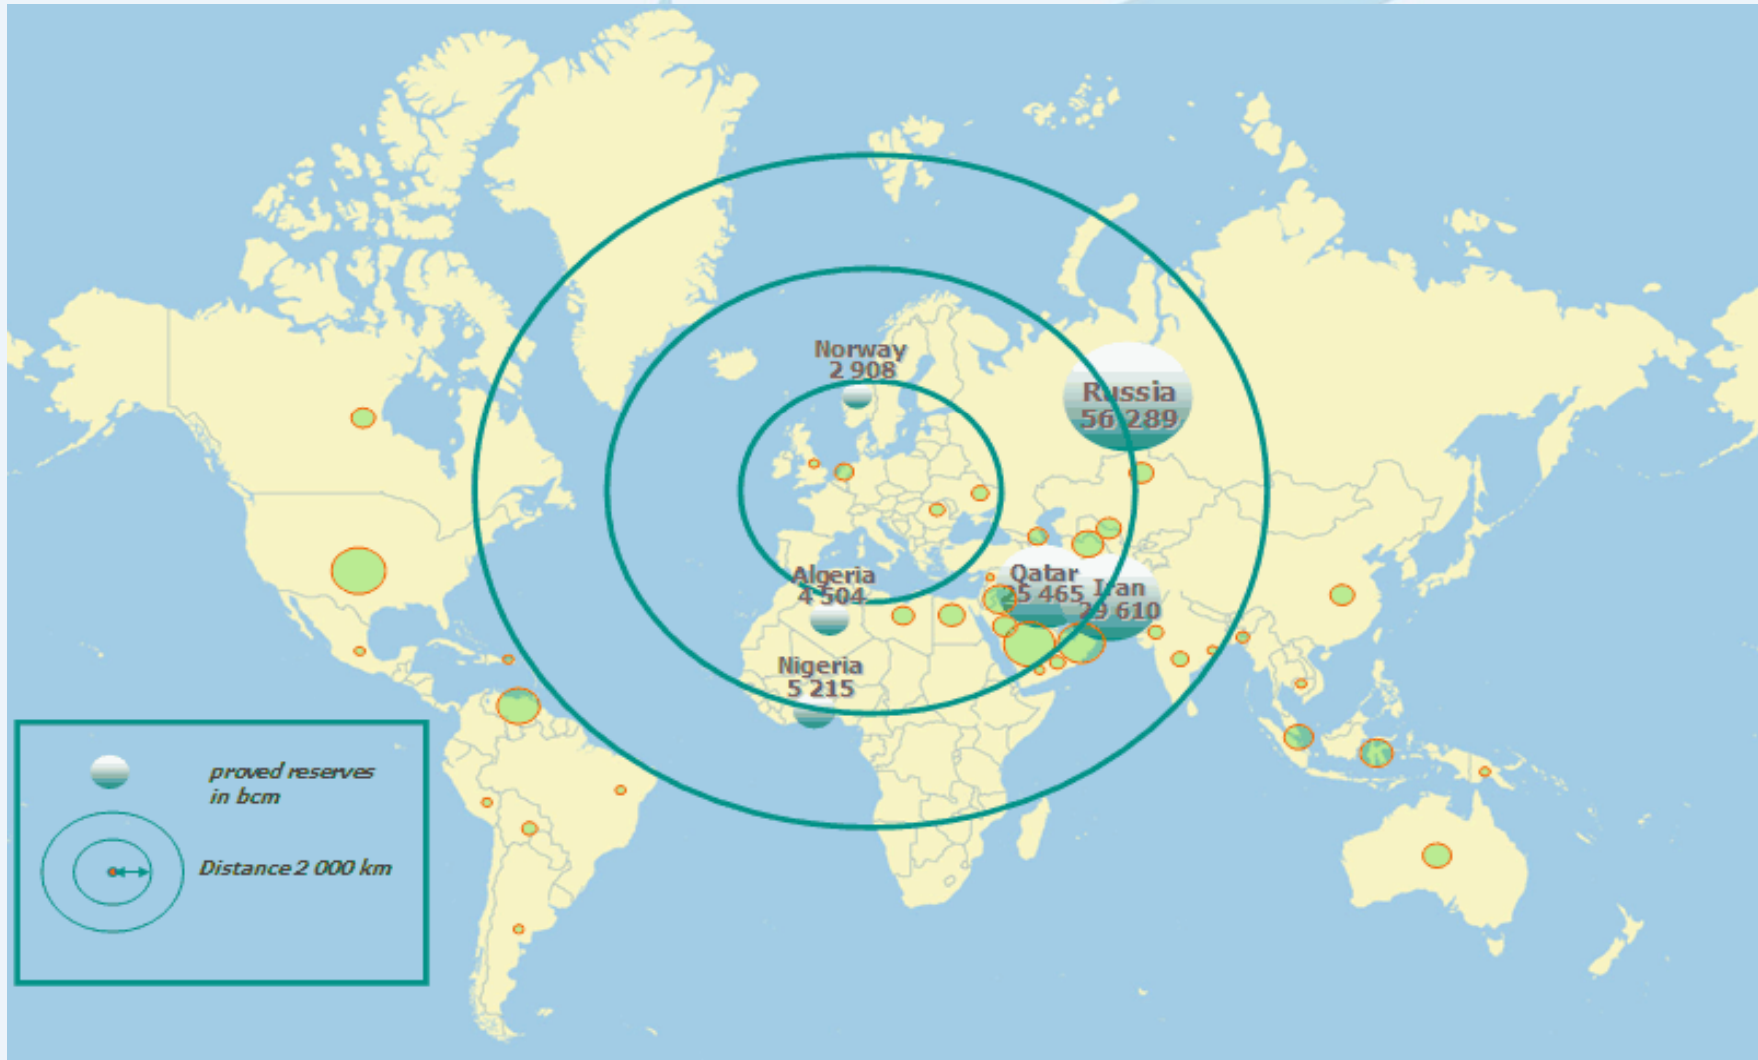 Norway
2 908
Russia
56 289
Algeria
4 504
Qatar
25 465
Iran
29 610
Nigeria
5 215
proved reserves
in bcm
Distance 2 000 km